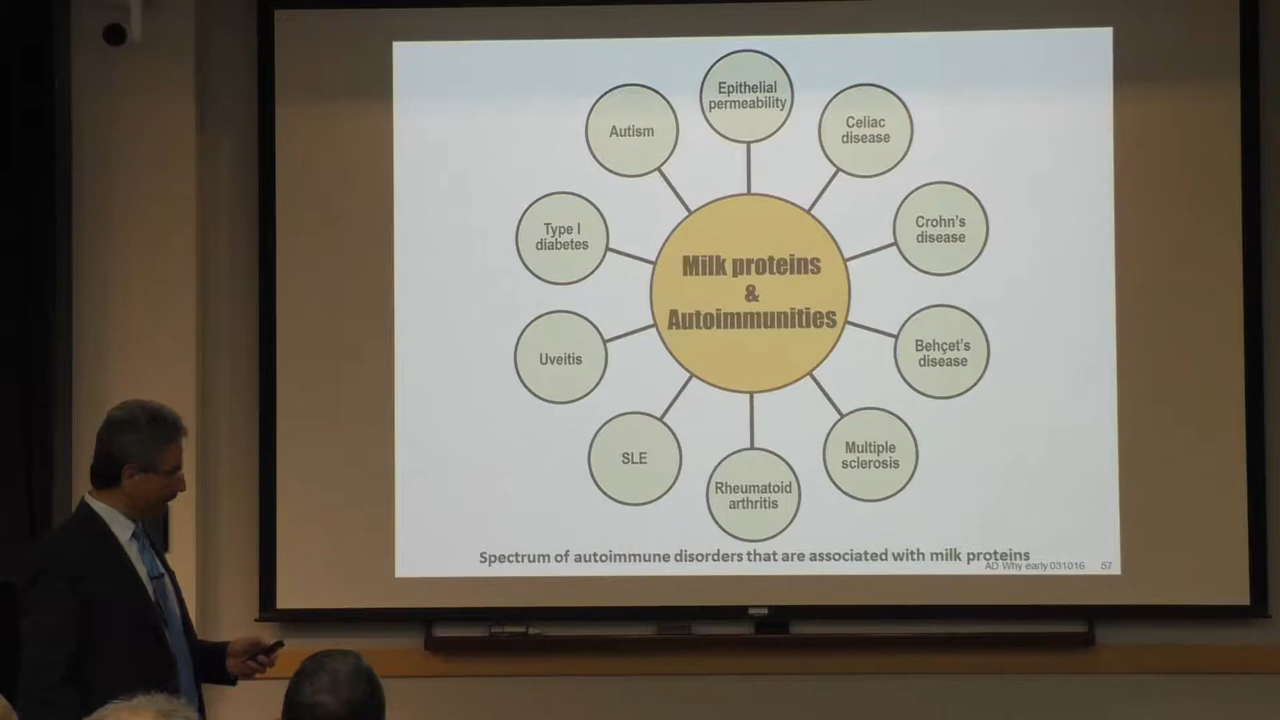 Epithelial
permeability
Autism
Celiac
disease
Type I
diabetes
Crohn's
disease
Milk proteins
&
Autoimmunities
Uveitis
Behçet's
disease
SLE
Multiple
sclerosis
Rheumatoid
arthritis
Spectrum of autoimmune disorders that are associated with milk proteins
AD Why early 031016 57